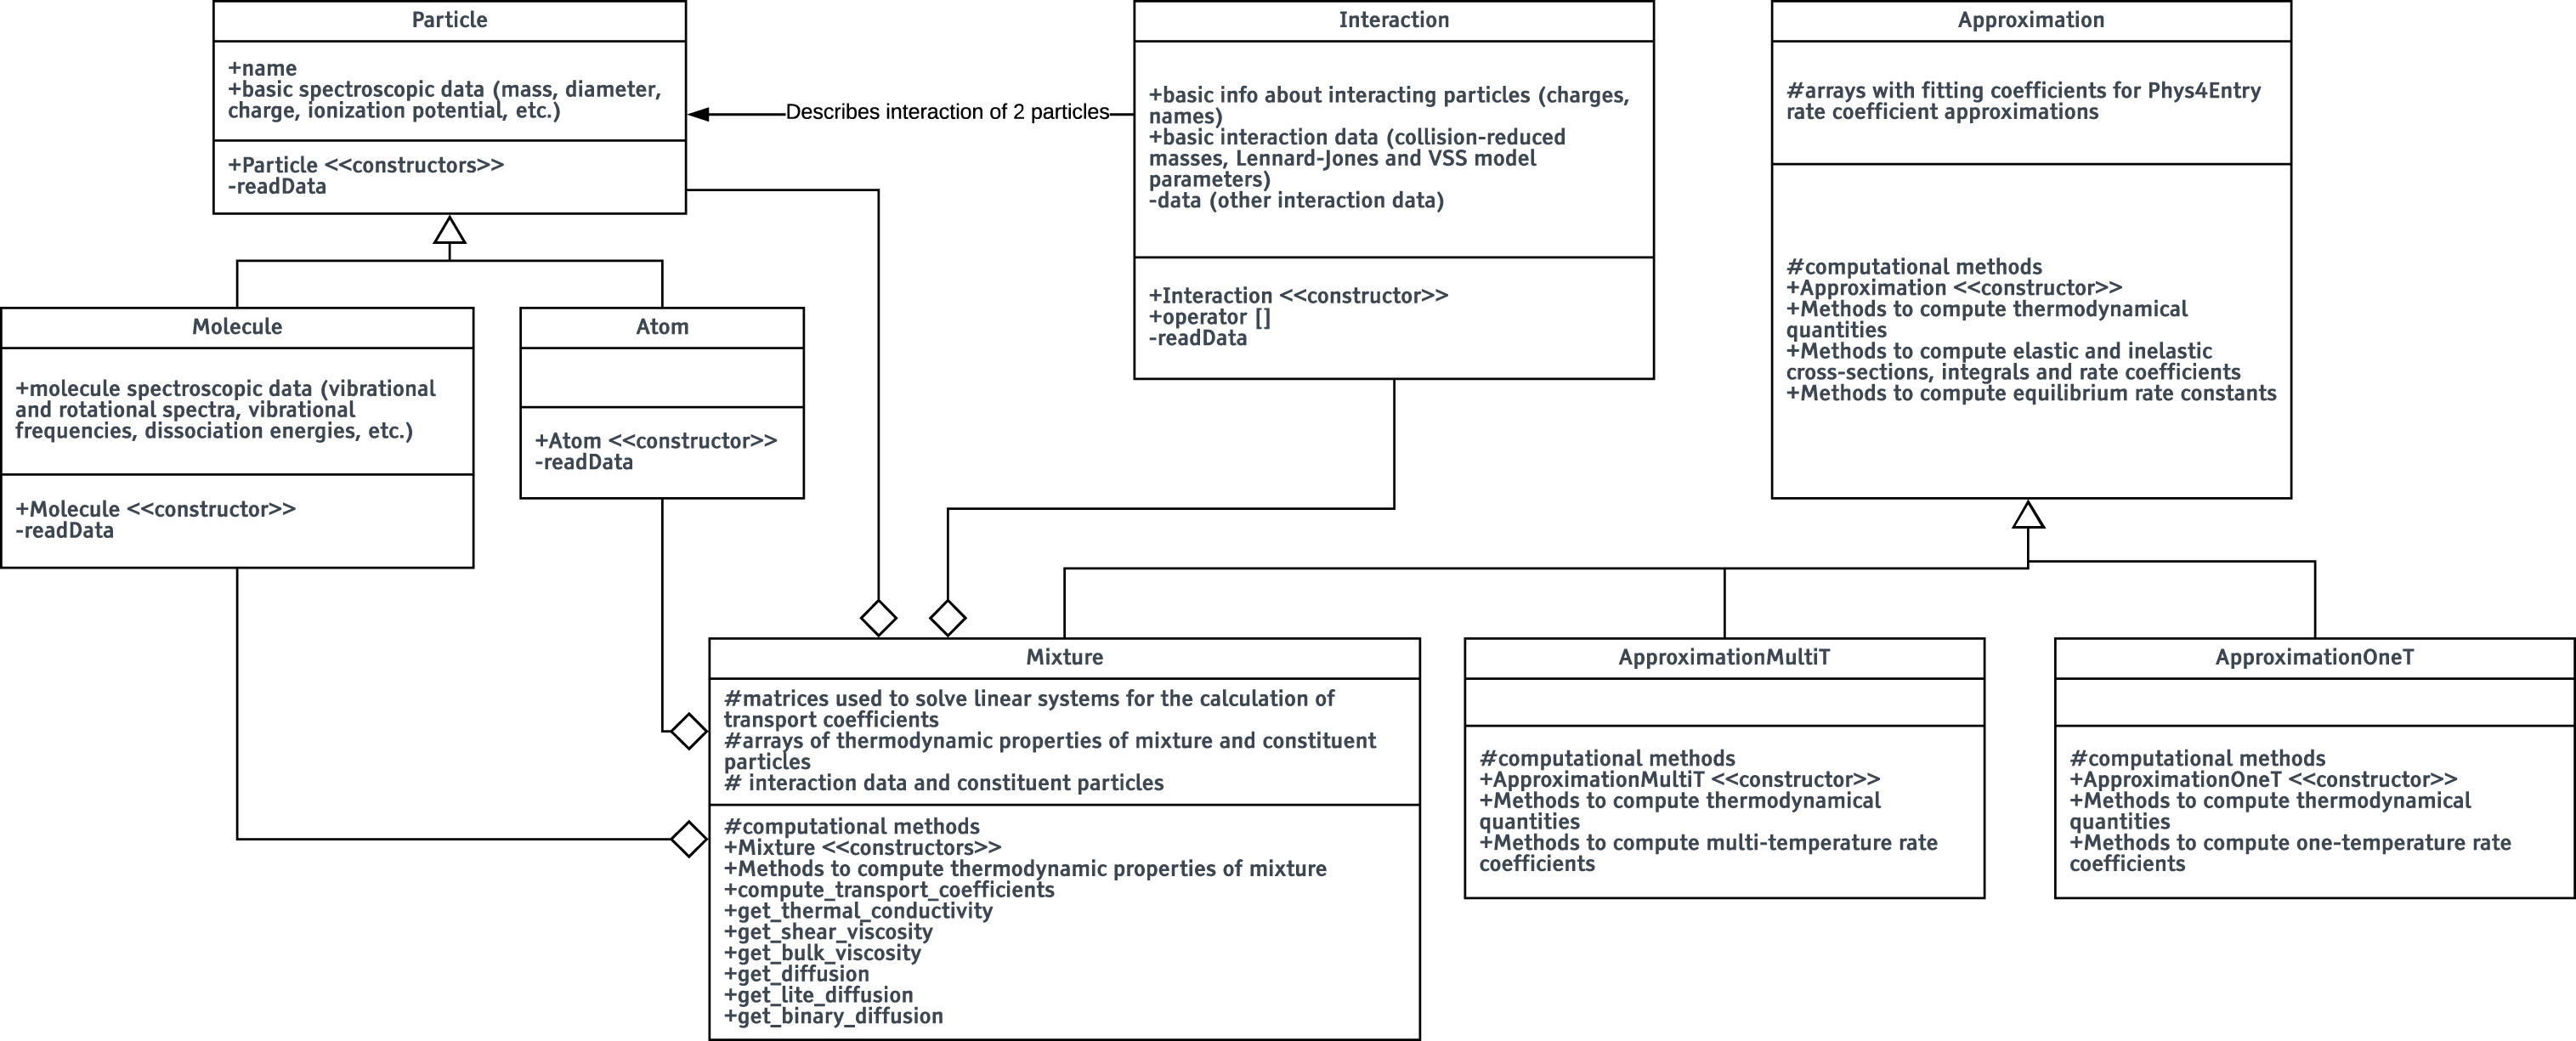 Particle
+name
+basic spectroscopic data (mass, diameter,
charge, ionization potential, etc.)
+Particle <<constructors>>
-readData
Describes interaction of 2 particles
Interaction
+basic info about interacting particles (charges,
names)
+basic interaction data (collision-reduced
masses, Lennard-Jones and VSS model
parameters)
-data (other interaction data)
+Interaction <<constructor>>
+operator []
-readData
Approximation
#arrays with fitting coefficients for Phys4Entry
rate coefficient approximations
#computational methods
+Approximation <<constructor>>
+Methods to compute thermodynamical
quantities
+Methods to compute elastic and inelastic
cross-sections, integrals and rate coefficients
+Methods to compute equilibrium rate constants
Molecule
+molecule spectroscopic data (vibrational
and rotational spectra, vibrational
frequencies, dissociation energies, etc.)
+Molecule <<constructor>>
-readData
Atom
+Atom <<constructor>>
-readData
Mixture
#matrices used to solve linear systems for the calculation of
transport coefficients
#arrays of thermodynamic properties of mixture and constituent
particles
# interaction data and constituent particles
#computational methods
+Mixture <<constructors>>
+Methods to compute thermodynamic properties of mixture
+compute_transport_coefficients
+get_thermal_conductivity
+get_shear_viscosity
+get_bulk_viscosity
+get_diffusion
+get_lite_diffusion
+get_binary_diffusion
ApproximationMultiT
#computational methods
+ApproximationMultiT <<constructor>>
+Methods to compute thermodynamical
quantities
+Methods to compute multi-temperature rate
coefficients
ApproximationOneT
#computational methods
+ApproximationOneT <<constructor>>
+Methods to compute thermodynamical
quantities
+Methods to compute one-temperature rate
coefficients